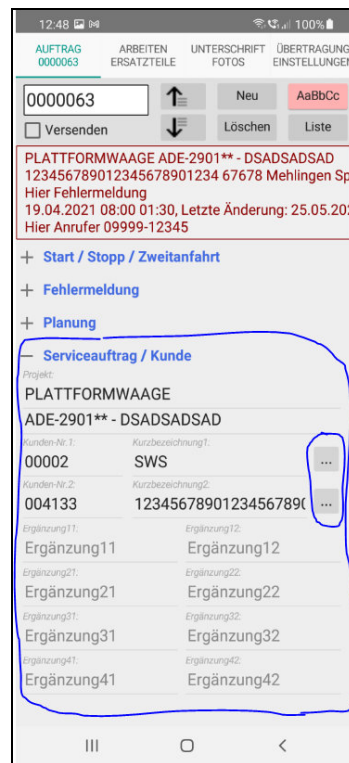 12:48 100%
AUFTRAG ARBEITEN UNTERSCHRIFT ÜBERTRAGUNG
0000063 ERSATZTEILE FOTOS EINSTELLUNGEN
0000063 Neu AaBbCc
Versenden Löschen Liste
PLATTFORMWAAGE ADE-2901** - DSADSADSAD
123456789012345678901234 67678 Mehlingen Sp
Hier Fehlermeldung
19.04.2021 08:00 01:30, Letzte Änderung: 25.05.202
Hier Anrufer 09999-12345
+ Start / Stopp / Zweitanfahrt
+ Fehlermeldung
+ Planung
— Serviceauftrag / Kunde
Projekt:
PLATTFORMWAAGE
ADE-2901** - DSADSADSAD
Kunden-Nr.1: Kurzbezeichnung1:
00002 SWS ...
Kunden-Nr.2: Kurzbezeichnung2:
004133 12345678901234567890 ...
Ergänzung11: Ergänzung12:
Ergänzung11 Ergänzung12
Ergänzung21: Ergänzung22:
Ergänzung21 Ergänzung22
Ergänzung31: Ergänzung32:
Ergänzung31 Ergänzung32
Ergänzung41: Ergänzung42:
Ergänzung41 Ergänzung42